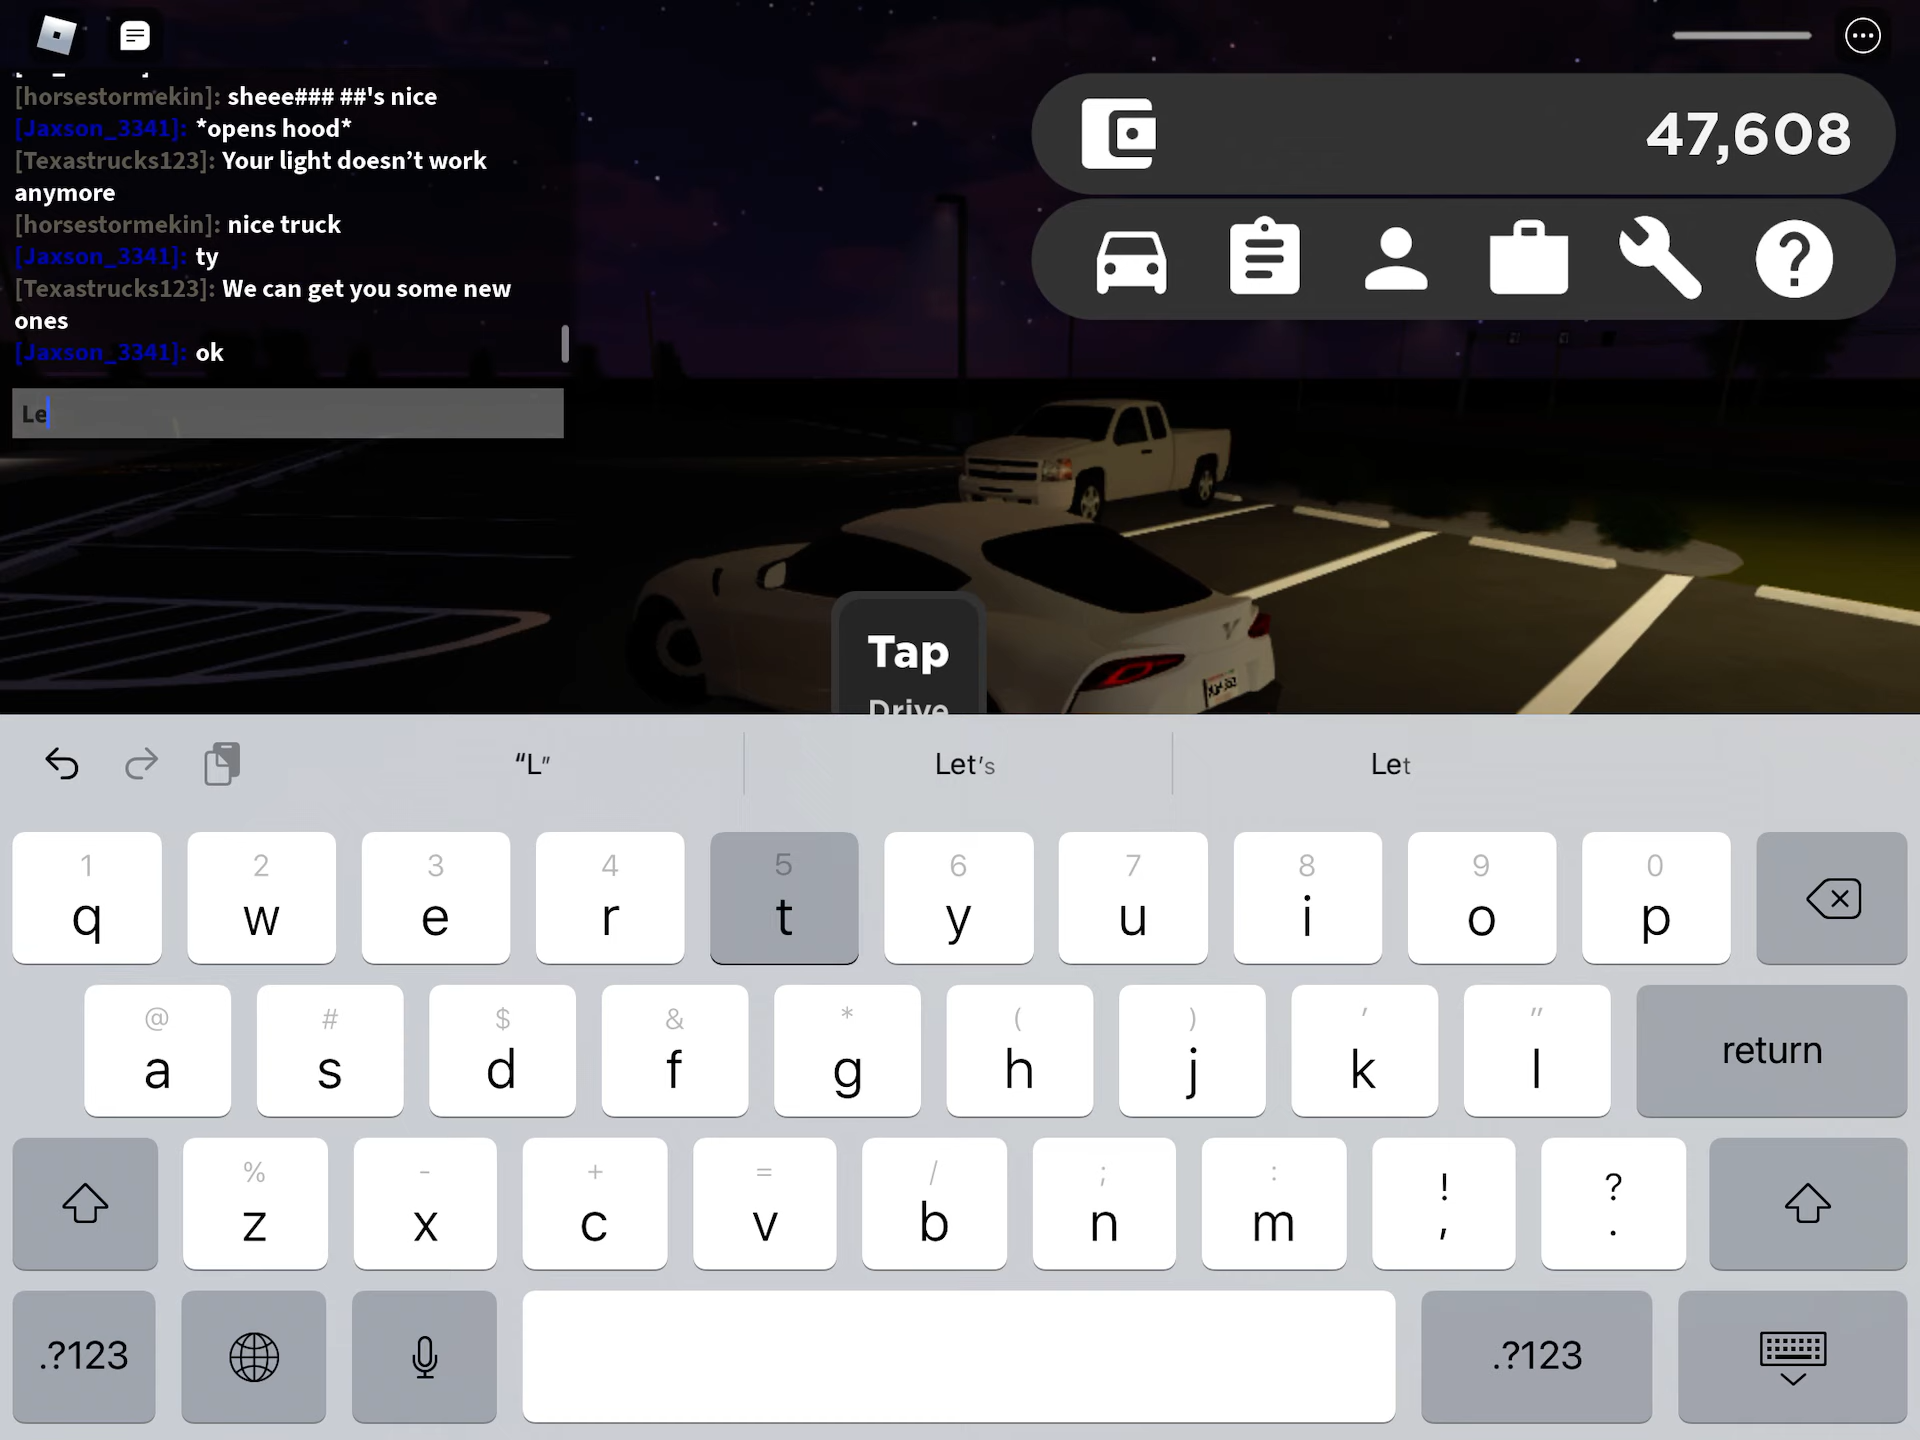 [horsestormekin]: sheee### ##'s nice
[Jaxson_3341]: *opens hood*
[Texastrucks123]: Your light doesn’t work
anymore
[horsestormekin]: nice truck
[Jaxson_3341]: ty
[Texastrucks123]: We can get you some new
ones
[Jaxson_3341]: ok
Le
47,608
Tap
Drive
“L” Let's Let
1 2 3 4 5 6 7 8 9 0
q w e r t y u i o p
@ # $ & * ( ) ' "
a s d f g h j k l return
% - + = / ; : ! ?
z x c v b n m , .
.?123 .?123